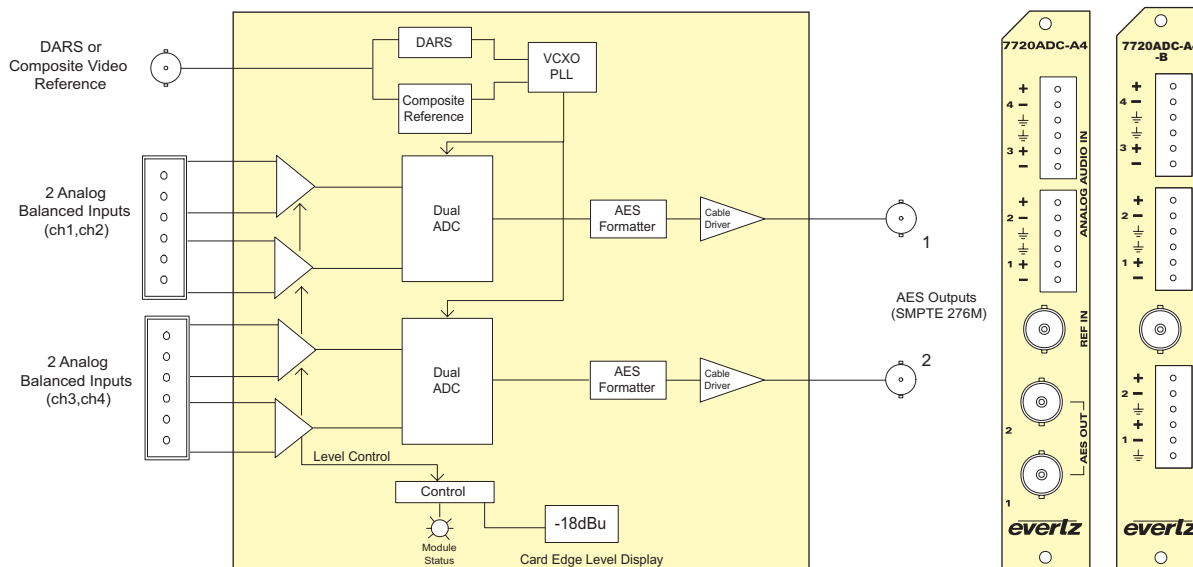 DARS or
Composite Video
Reference
DARS
VCXO
PLL
Composite
Reference
2 Analog
Balanced Inputs
(ch1,ch2)
Dual
ADC
AES
Formatter
Cable
Driver
1
AES Outputs
(SMPTE 276M)
2 Analog
Balanced Inputs
(ch3,ch4)
Dual
ADC
AES
Formatter
Cable
Driver
2
Level Control
Control
-18dBu
Module
Status
Card Edge Level Display
7720ADC-A4
+
4 −
3 +
−
+
2 −
1 +
−
ANALOG AUDIO IN
REF IN
2
1
AES OUT
everlz
7720ADC-A4
-B
+
4 −
3 +
−
+
2 −
1 +
−
+
2 −
+
1 −
everlz